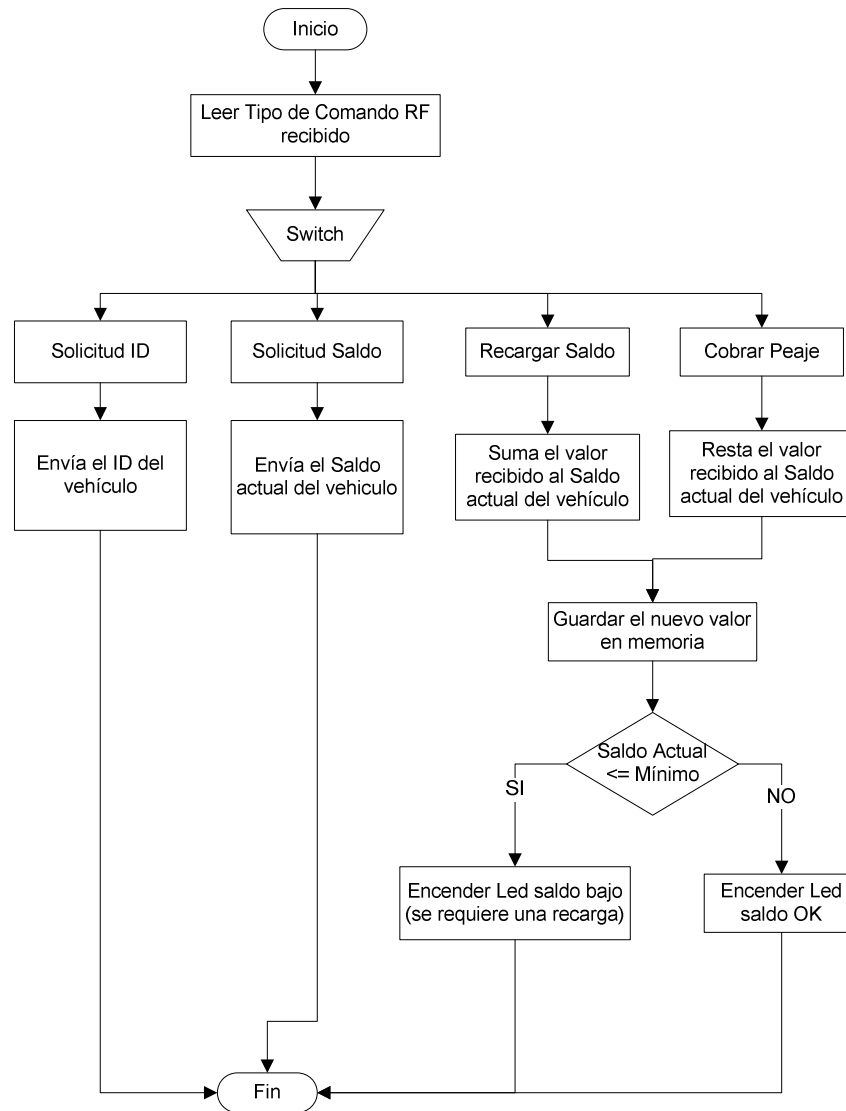 Inicio
Leer Tipo de Comando RF
recibido
Switch
Solicitud ID
Solicitud Saldo
Recargar Saldo
Cobrar Peaje
Envía el ID del
vehículo
Envía el Saldo
actual del vehiculo
Suma el valor
recibido al Saldo
actual del vehículo
Resta el valor
recibido al Saldo
actual del vehículo
Guardar el nuevo valor
en memoria
Saldo Actual
<= Mínimo
SI
NO
Encender Led saldo bajo
(se requiere una recarga)
Encender Led
saldo OK
Fin